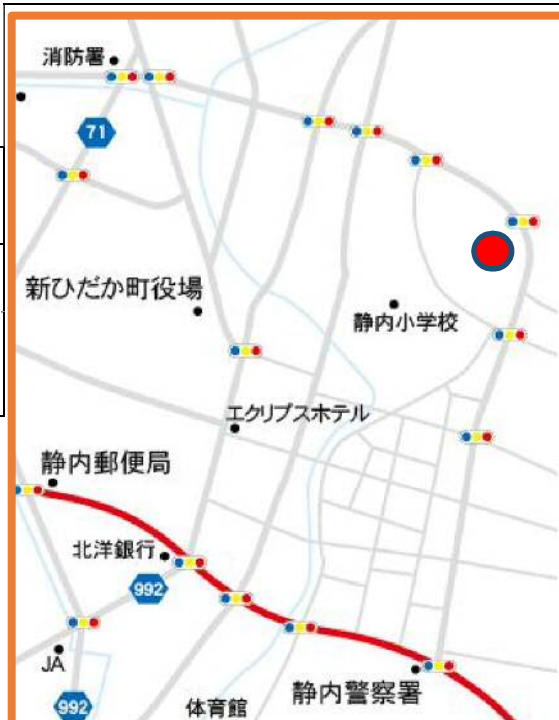 消防署
71
新ひだか町役場
静内小学校
エクリプスホテル
静内郵便局
北洋銀行
992
JA
静内警察署
992
体育館